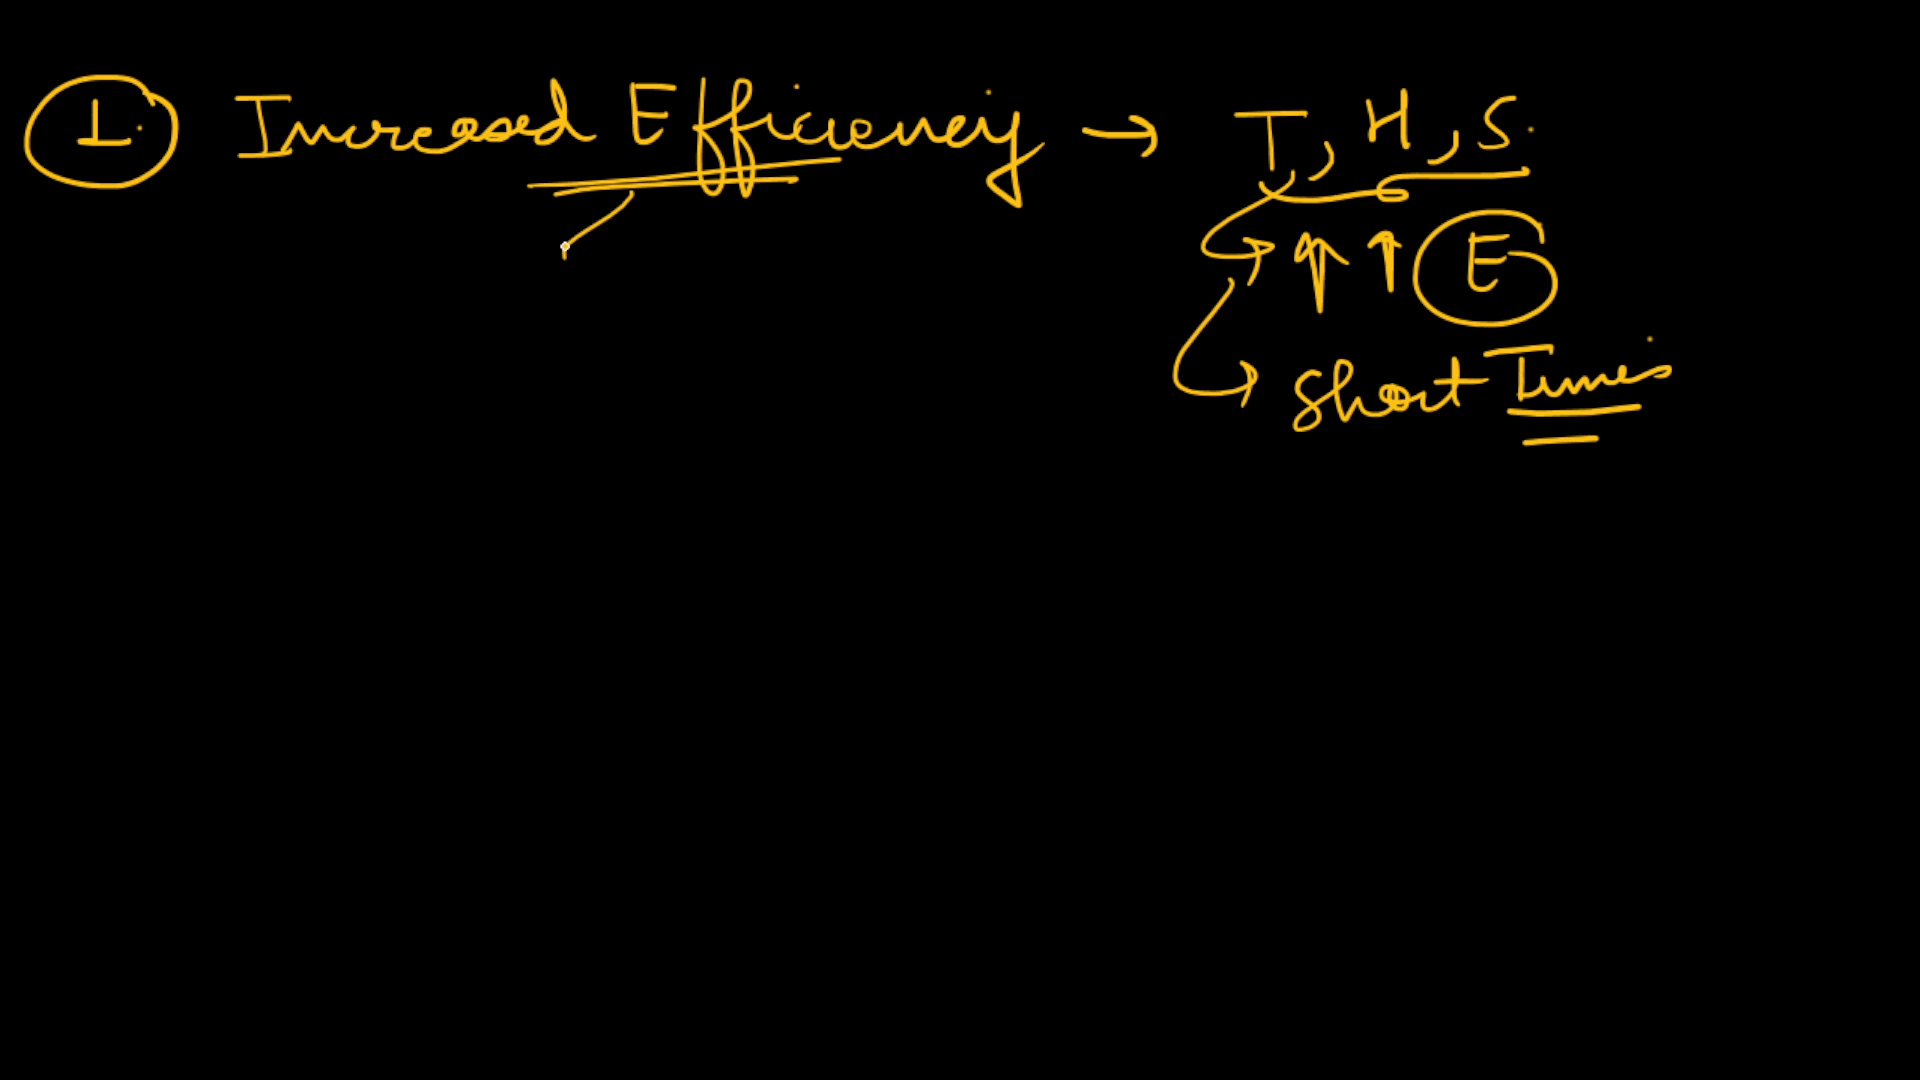 1. Increased Efficiency → T, H, S.
↑ ↑ E
Short Times